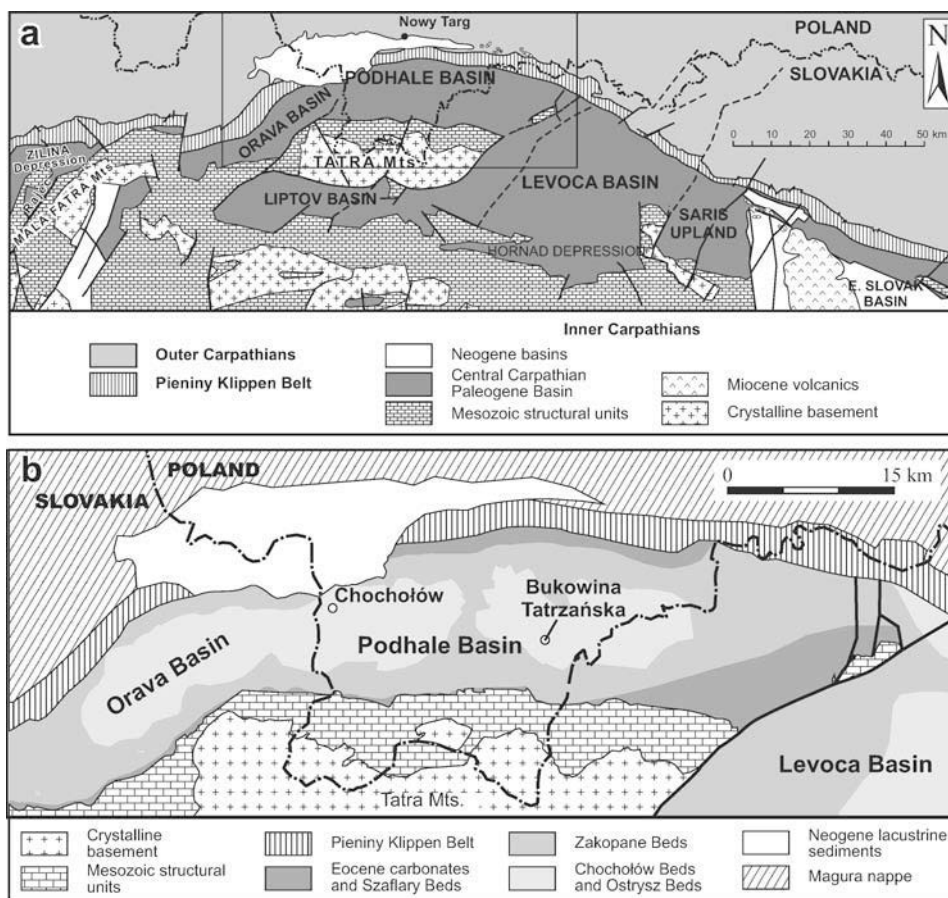 a
Nowy Targ
POLAND
SLOVAKIA
N
PODHALE BASIN
ORAVA BASIN
0 10 20 30 40 50 km
ZILINA
Depression
Rajec
MALA FATRA Mts.
TATRA Mts.
LIPTOV BASIN
LEVOCA BASIN
SARIS
UPLAND
HORNAD DEPRESSION
E. SLOVAK
BASIN
Inner Carpathians
Outer Carpathians
Pieniny Klippen Belt
Neogene basins
Central Carpathian
Paleogene Basin
Mesozoic structural units
Miocene volcanics
Crystalline basement
b
POLAND
SLOVAKIA
0 15 km
Chochołów
Bukowina
Tatrzańska
Orava Basin
Podhale Basin
Levoca Basin
Tatra Mts.
Crystalline
basement
Mesozoic structural
units
Pieniny Klippen Belt
Eocene carbonates
and Szaflary Beds
Zakopane Beds
Chochołów Beds
and Ostrysz Beds
Neogene lacustrine
sediments
Magura nappe